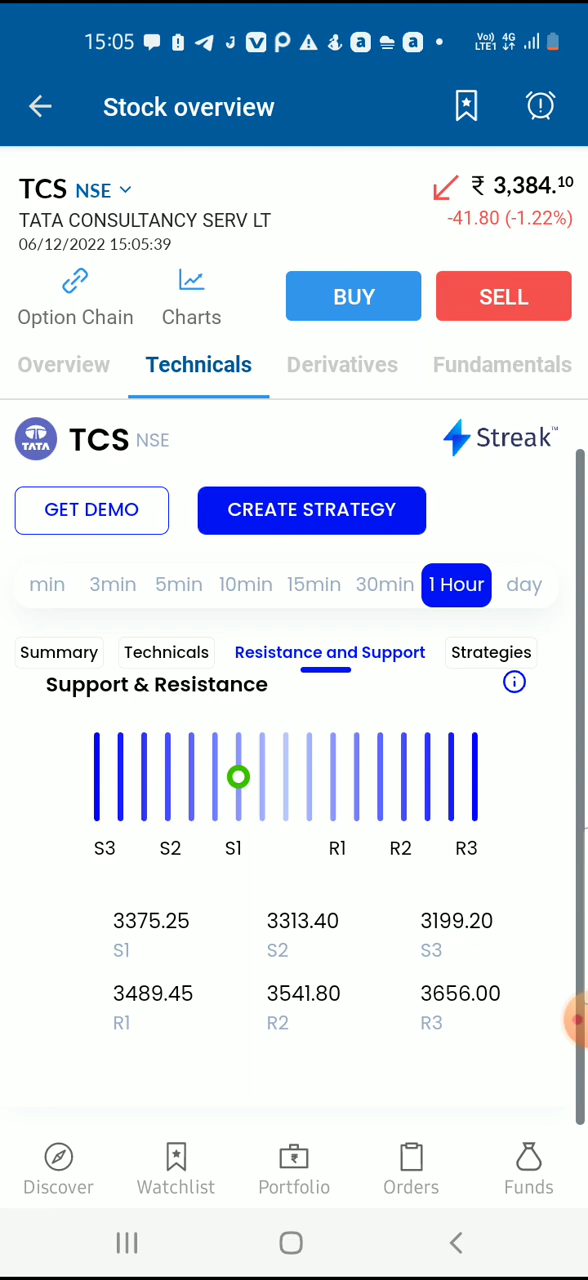 15:05
Vo)) 4G
LTE1
Stock overview
TCS NSE
₹ 3,384.10
TATA CONSULTANCY SERV LT
-41.80 (-1.22%)
06/12/2022 15:05:39
Option Chain
Charts
BUY
SELL
Overview
Technicals
Derivatives
Fundamentals
TATA
TCS NSE
Streak™
GET DEMO
CREATE STRATEGY
min 3min 5min 10min 15min 30min 1 Hour day
Summary Technicals Resistance and Support Strategies
Support & Resistance
S3 S2 S1 R1 R2 R3
3375.25 3313.40 3199.20
S1 S2 S3
3489.45 3541.80 3656.00
R1 R2 R3
Discover Watchlist Portfolio Orders Funds